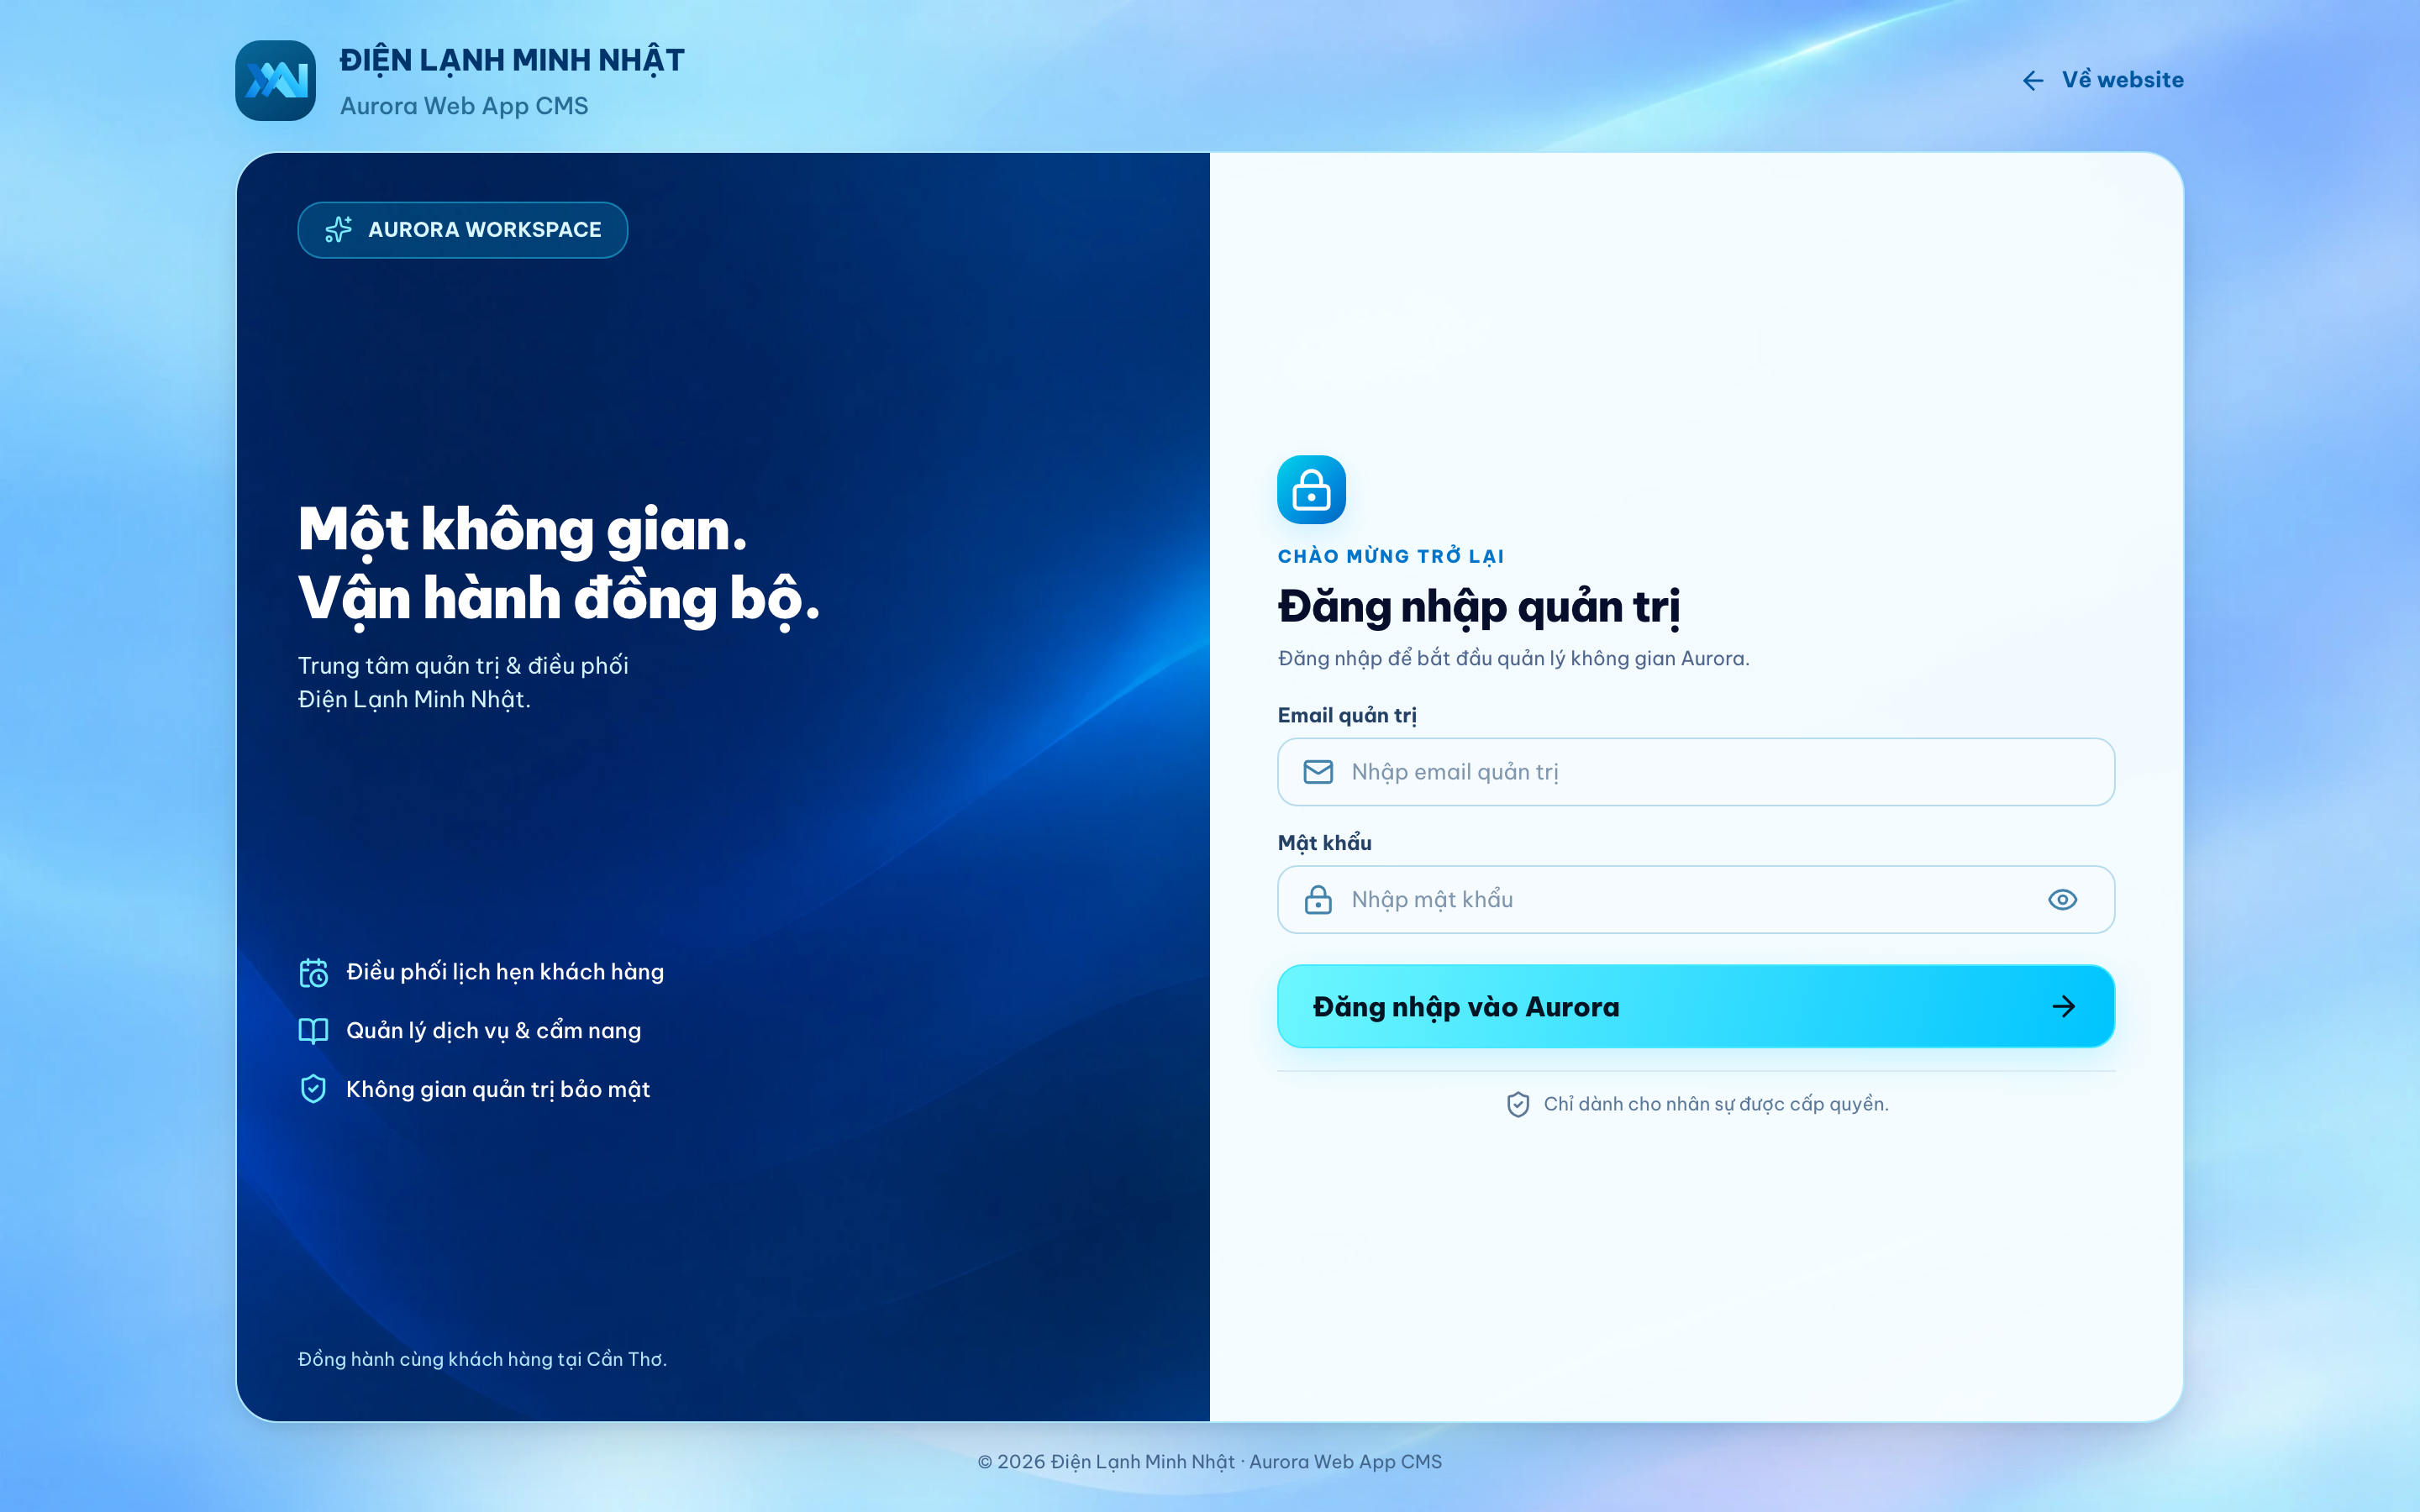 ĐIỆN LẠNH MINH NHẬT
Aurora Web App CMS
Về website
AURORA WORKSPACE
Một không gian.
Vận hành đồng bộ.
Trung tâm quản trị & điều phối
Điện Lạnh Minh Nhật.
Điều phối lịch hẹn khách hàng
Quản lý dịch vụ & cẩm nang
Không gian quản trị bảo mật
Đồng hành cùng khách hàng tại Cần Thơ.
CHÀO MỪNG TRỞ LẠI
Đăng nhập quản trị
Đăng nhập để bắt đầu quản lý không gian Aurora.
Email quản trị
Nhập email quản trị
Mật khẩu
Nhập mật khẩu
Đăng nhập vào Aurora
Chỉ dành cho nhân sự được cấp quyền.
© 2026 Điện Lạnh Minh Nhật · Aurora Web App CMS